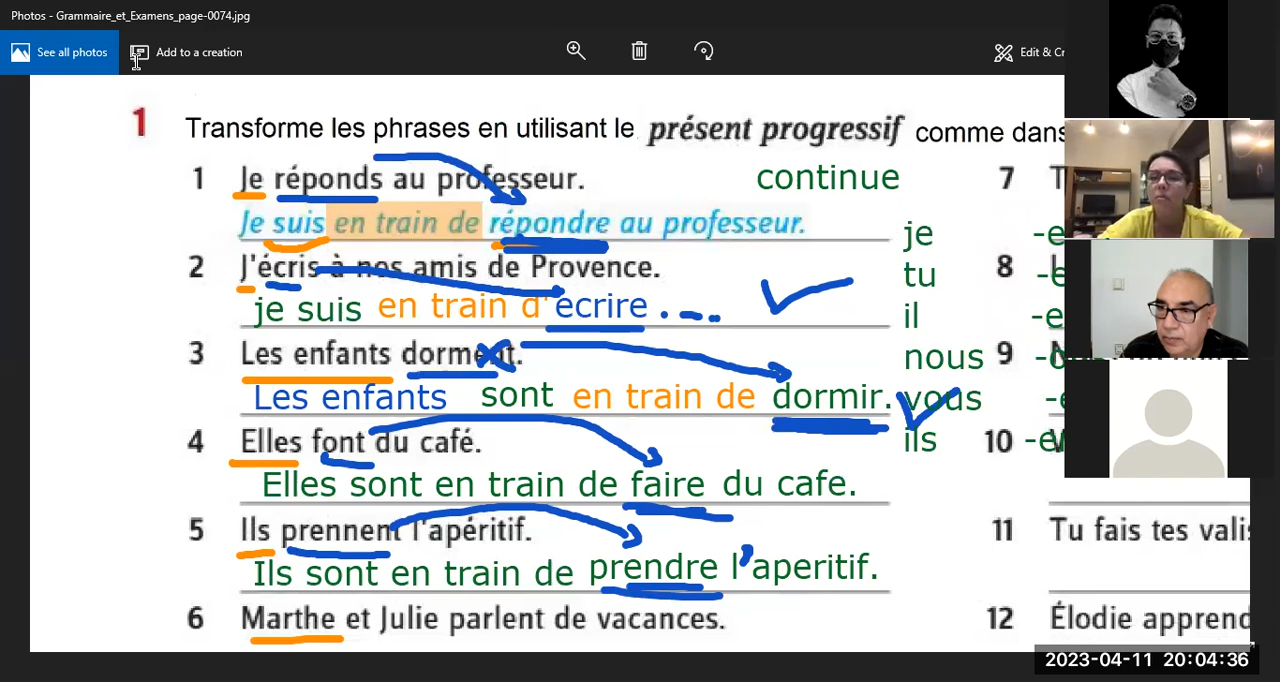 Photos - Grammaire_et_Examens_page-0074.jpg
See all photos
Add to a creation
Edit & Cr
1 Transforme les phrases en utilisant le présent progressif comme dans
1 Je réponds au professeur.
continue
Je suis en train de répondre au professeur.
2 J'écris à nos amis de Provence.
je suis en train d'ecrire . ...
3 Les enfants dorment.
Les enfants sont en train de dormir.
4 Elles font du café.
Elles sont en train de faire du cafe.
5 Ils prennent l'apéritif.
Ils sont en train de prendre l'aperitif.
6 Marthe et Julie parlent de vacances.
je -e
tu -e
il -e
nous
vous -e
ils -e
7 T
8
9
10
11 Tu fais tes valis
12 Élodie apprend
2023-04-11 20:04:36